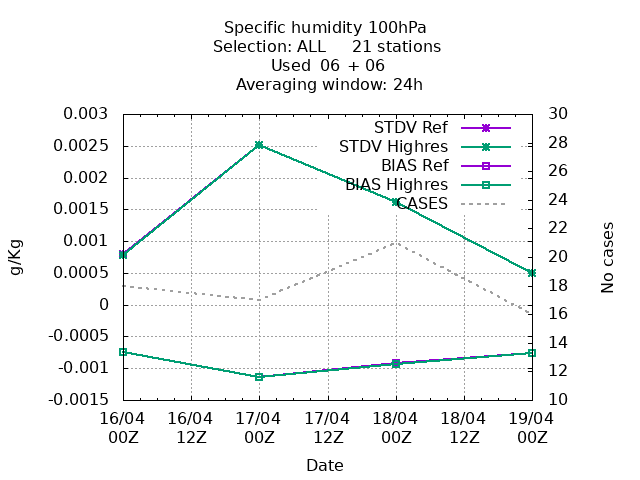 Specific humidity 100hPa
Selection: ALL 21 stations
Used 06 + 06
Averaging window: 24h
0.003
0.0025
0.002
0.0015
0.001
0.0005
0
-0.0005
-0.001
-0.0015
g/Kg
STDV Ref
STDV Highres
BIAS Ref
BIAS Highres
CASES
30
28
26
24
22
20
18
16
14
12
10
No cases
16/04 00Z
16/04 12Z
17/04 00Z
17/04 12Z
18/04 00Z
18/04 12Z
19/04 00Z
Date